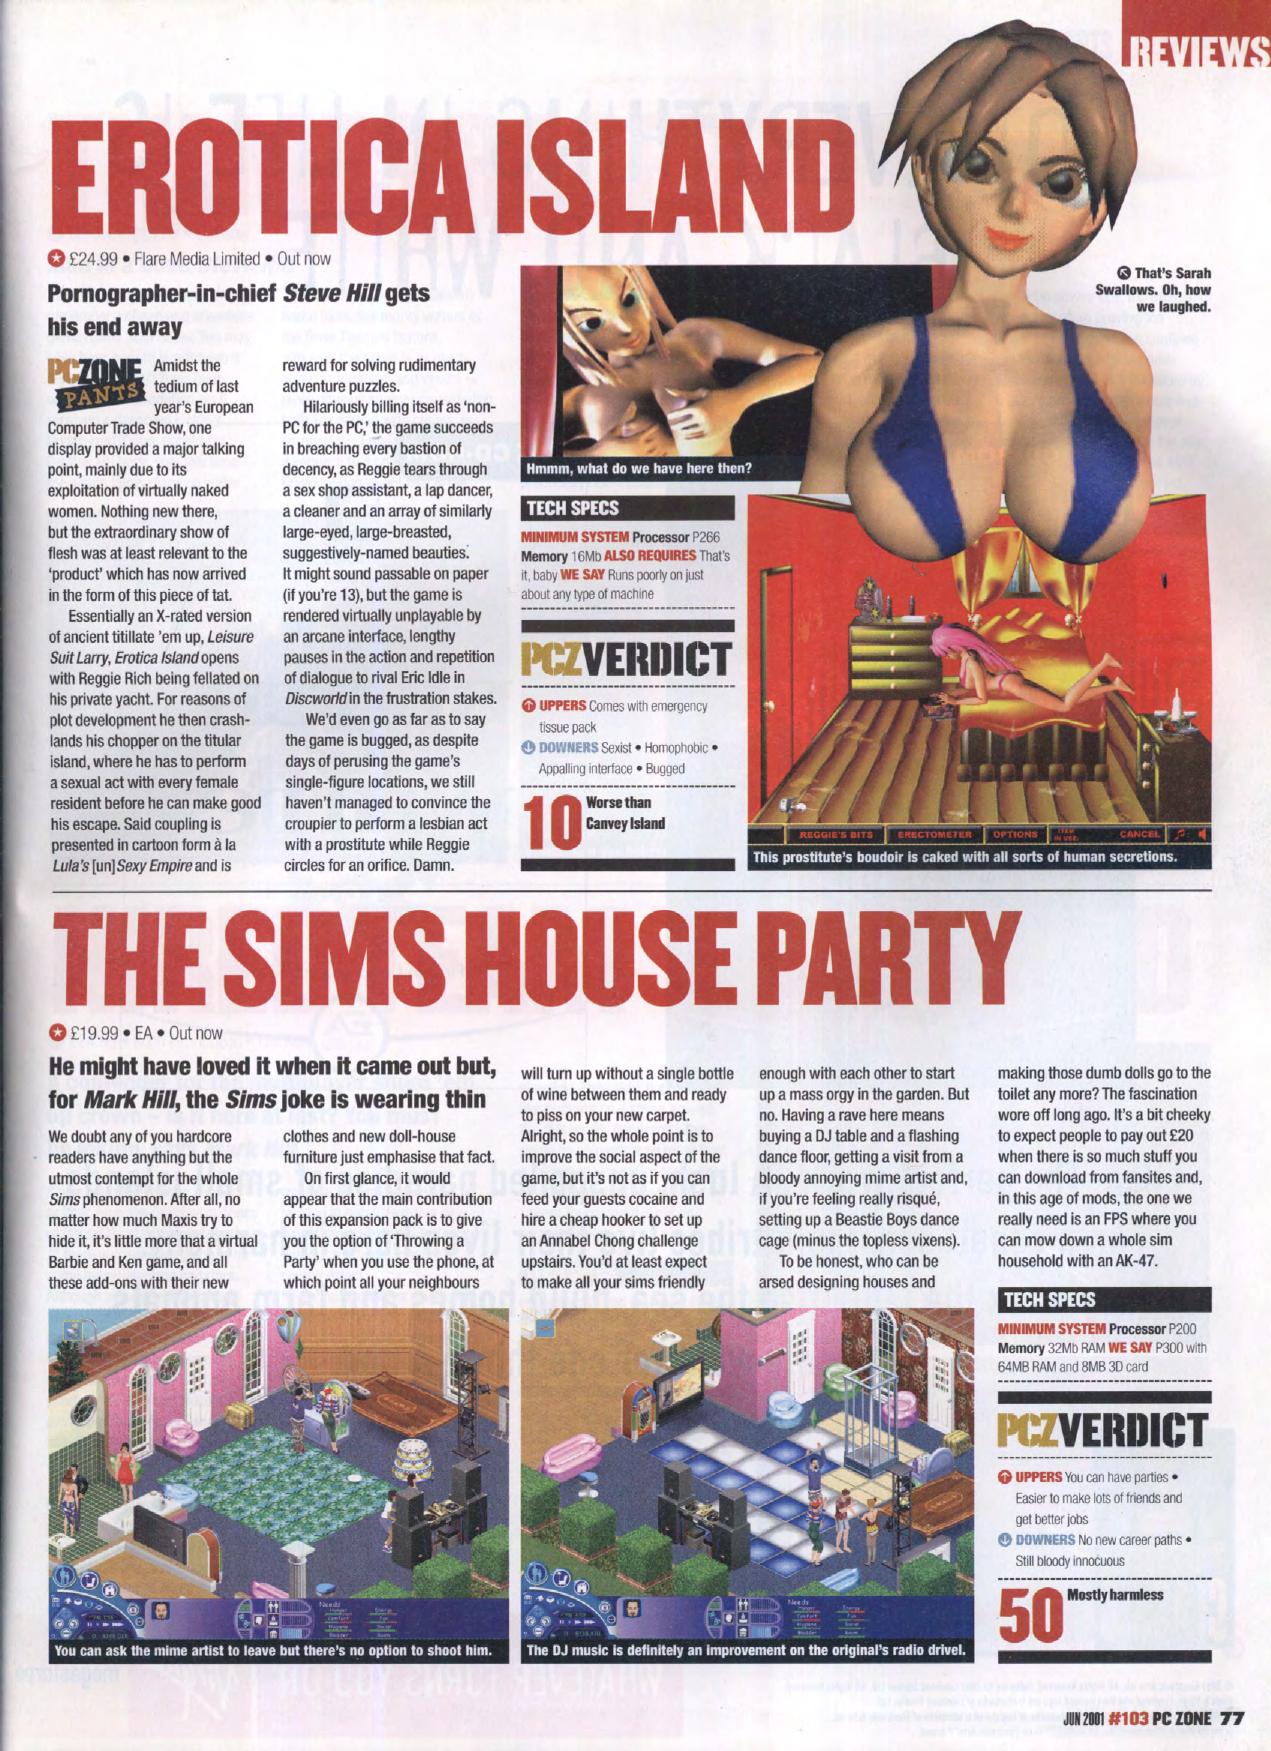 REVIEWS
EROTICA ISLAND
£24.99 • Flare Media Limited • Out now
Pornographer-in-chief Steve Hill gets
his end away
PCZONE
PANTS
Amidst the
tedium of last
year's European
Computer Trade Show, one
display provided a major talking
point, mainly due to its
exploitation of virtually naked
women. Nothing new there,
but the extraordinary show of
flesh was at least relevant to the
'product' which has now arrived
in the form of this piece of tat.
Essentially an X-rated version
of ancient titillate 'em up, Leisure
Suit Larry, Erotica Island opens
with Reggie Rich being fellated on
his private yacht. For reasons of
plot development he then crash-
lands his chopper on the titular
island, where he has to perform
a sexual act with every female
resident before he can make good
his escape. Said coupling is
presented in cartoon form à la
Lula's [un]Sexy Empire and is
reward for solving rudimentary
adventure puzzles.
Hilariously billing itself as 'non-
PC for the PC,' the game succeeds
in breaching every bastion of
decency, as Reggie tears through
a sex shop assistant, a lap dancer,
a cleaner and an array of similarly
large-eyed, large-breasted,
suggestively-named beauties.
It might sound passable on paper
(if you're 13), but the game is
rendered virtually unplayable by
an arcane interface, lengthy
pauses in the action and repetition
of dialogue to rival Eric Idle in
Discworld in the frustration stakes.
We'd even go as far as to say
the game is bugged, as despite
days of perusing the game's
single-figure locations, we still
haven't managed to convince the
croupier to perform a lesbian act
with a prostitute while Reggie
circles for an orifice. Damn.
That's Sarah
Swallows. Oh, how
we laughed.
Hmmm, what do we have here then?
TECH SPECS
MINIMUM SYSTEM Processor P266
Memory 16Mb ALSO REQUIRES That's
it, baby WE SAY Runs poorly on just
about any type of machine
PCZVERDICT
UPPERS Comes with emergency
tissue pack
DOWNERS Sexist • Homophobic •
Appalling interface • Bugged
10 Worse than
Canvey Island
REGGIE'S BITS ERECTOMETER OPTIONS ITEM IN USE: CANCEL
This prostitute's boudoir is caked with all sorts of human secretions.
THE SIMS HOUSE PARTY
£19.99 • EA • Out now
He might have loved it when it came out but,
for Mark Hill, the Sims joke is wearing thin
We doubt any of you hardcore
readers have anything but the
utmost contempt for the whole
Sims phenomenon. After all, no
matter how much Maxis try to
hide it, it's little more that a virtual
Barbie and Ken game, and all
these add-ons with their new
clothes and new doll-house
furniture just emphasise that fact.
On first glance, it would
appear that the main contribution
of this expansion pack is to give
you the option of 'Throwing a
Party' when you use the phone, at
which point all your neighbours
will turn up without a single bottle
of wine between them and ready
to piss on your new carpet.
Alright, so the whole point is to
improve the social aspect of the
game, but it's not as if you can
feed your guests cocaine and
hire a cheap hooker to set up
an Annabel Chong challenge
upstairs. You'd at least expect
to make all your sims friendly
enough with each other to start
up a mass orgy in the garden. But
no. Having a rave here means
buying a DJ table and a flashing
dance floor, getting a visit from a
bloody annoying mime artist and,
if you're feeling really risqué,
setting up a Beastie Boys dance
cage (minus the topless vixens).
To be honest, who can be
arsed designing houses and
making those dumb dolls go to the
toilet any more? The fascination
wore off long ago. It's a bit cheeky
to expect people to pay out £20
when there is so much stuff you
can download from fansites and,
in this age of mods, the one we
really need is an FPS where you
can mow down a whole sim
household with an AK-47.
You can ask the mime artist to leave but there's no option to shoot him.
The DJ music is definitely an improvement on the original's radio drivel.
TECH SPECS
MINIMUM SYSTEM Processor P200
Memory 32Mb RAM WE SAY P300 with
64MB RAM and 8MB 3D card
PCZVERDICT
UPPERS You can have parties •
Easier to make lots of friends and
get better jobs
DOWNERS No new career paths •
Still bloody innocuous
50 Mostly harmless
JUN 2001 #103 PC ZONE 77